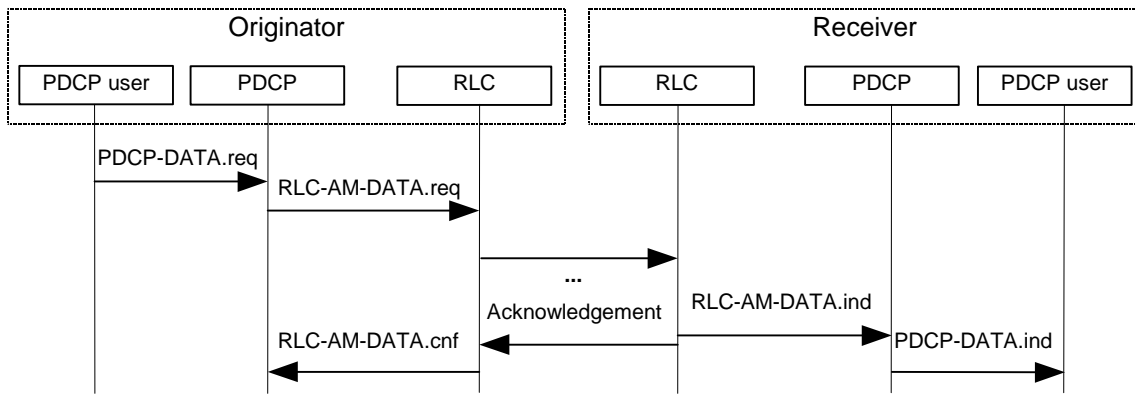 Originator
Receiver
PDCP user
PDCP
RLC
RLC
PDCP
PDCP user
PDCP-DATA.req
RLC-AM-DATA.req
...
RLC-AM-DATA.ind
Acknowledgement
RLC-AM-DATA.cnf
PDCP-DATA.ind